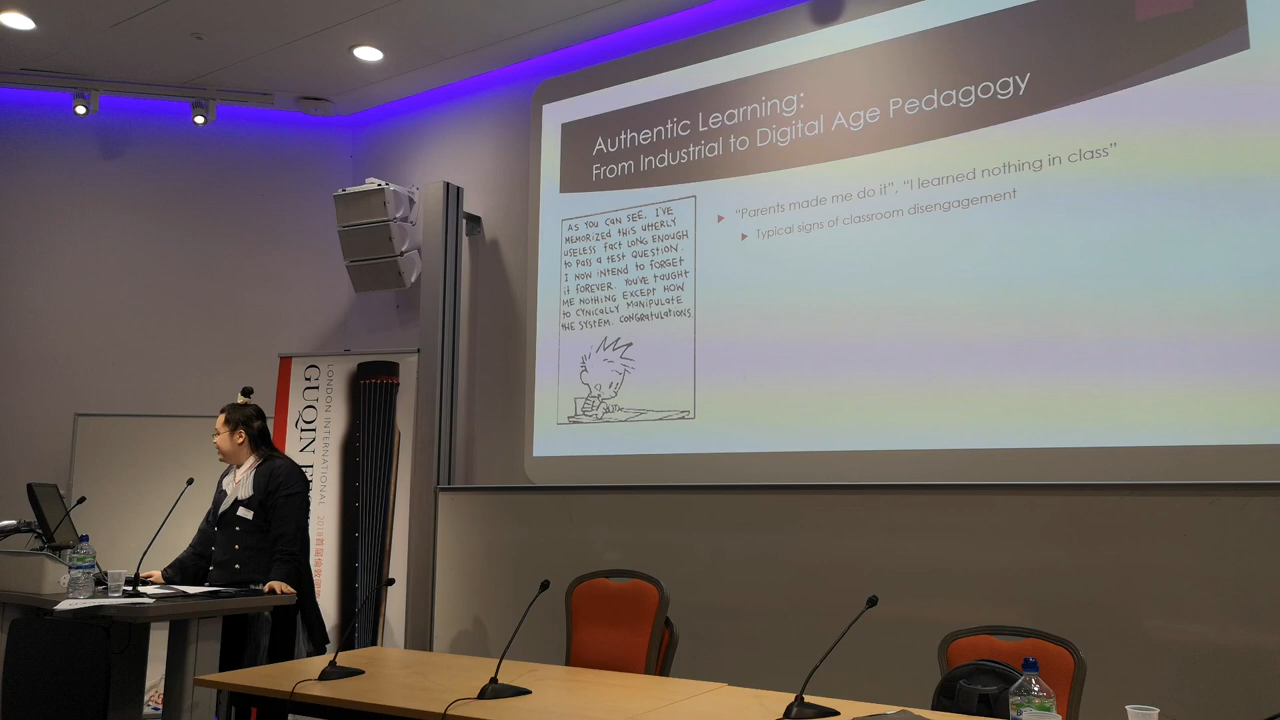 Authentic Learning:
From Industrial to Digital Age Pedagogy
"Parents made me do it", "I learned nothing in class"
Typical signs of classroom disengagement
AS YOU CAN SEE, I'VE
MEMORIZED THIS UTTERLY
USELESS FACT LONG ENOUGH
TO PASS A TEST QUESTION.
I NOW INTEND TO FORGET
IT FOREVER. YOU'VE TAUGHT
ME NOTHING EXCEPT HOW
TO CYNICALLY MANIPULATE
THE SYSTEM. CONGRATULATIONS.
LONDON INTERNATIONAL
GUQIN
2019